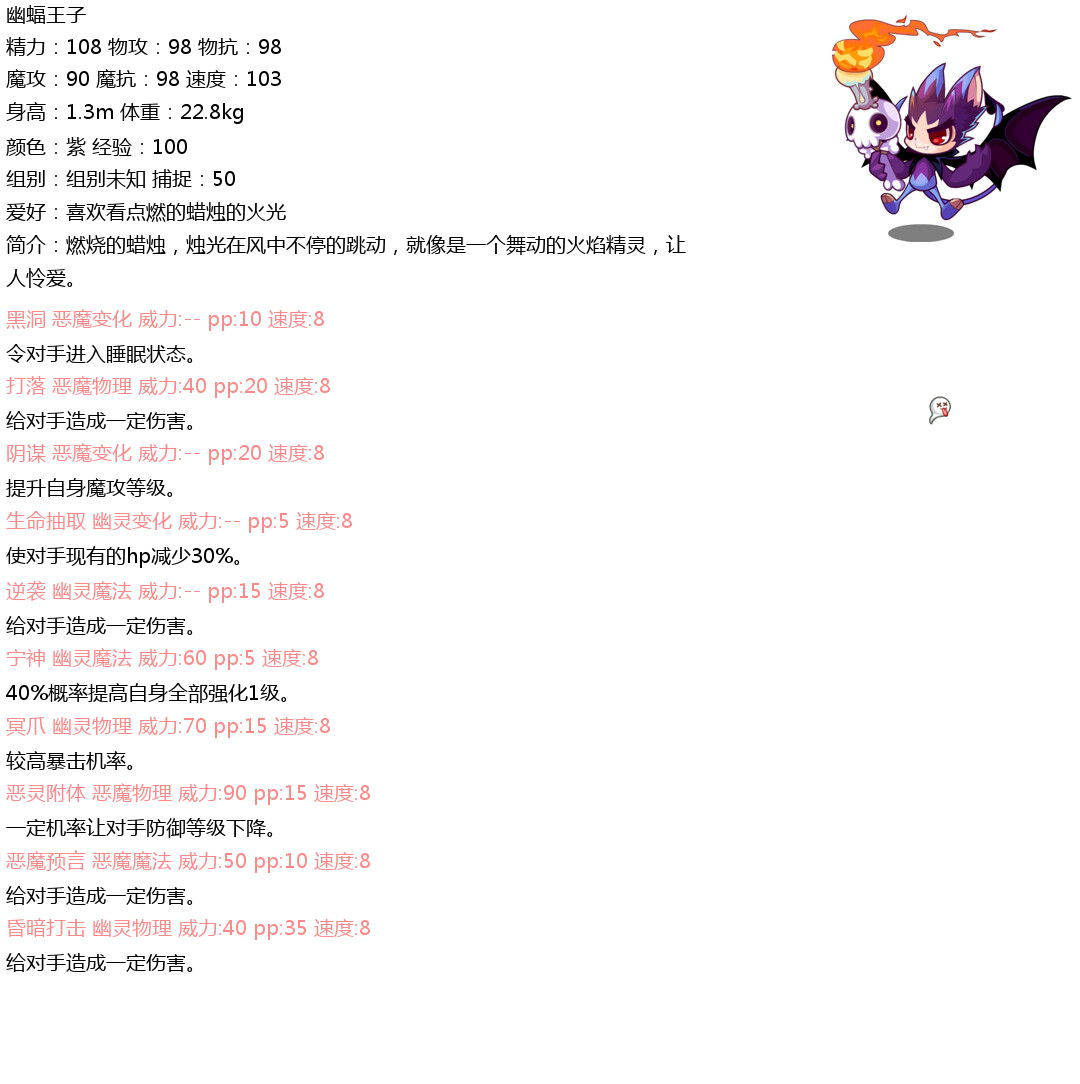 幽蝠王子
精力：108 物攻：98 物抗：98
魔攻：90 魔抗：98 速度：103
身高：1.3m 体重：22.8kg
颜色：紫 经验：100
组别：组别未知 捕捉：50
爱好：喜欢看点燃的蜡烛的火光
简介：燃烧的蜡烛，烛光在风中不停的跳动，就像是一个舞动的火焰精灵，让
人怜爱。
黑洞 恶魔变化 威力:-- pp:10 速度:8
令对手进入睡眠状态。
打落 恶魔物理 威力:40 pp:20 速度:8
给对手造成一定伤害。
阴谋 恶魔变化 威力:-- pp:20 速度:8
提升自身魔攻等级。
生命抽取 幽灵变化 威力:-- pp:5 速度:8
使对手现有的hp减少30%。
逆袭 幽灵魔法 威力:-- pp:15 速度:8
给对手造成一定伤害。
宁神 幽灵魔法 威力:60 pp:5 速度:8
40%概率提高自身全部强化1级。
冥爪 幽灵物理 威力:70 pp:15 速度:8
较高暴击机率。
恶灵附体 恶魔物理 威力:90 pp:15 速度:8
一定机率让对手防御等级下降。
恶魔预言 恶魔魔法 威力:50 pp:10 速度:8
给对手造成一定伤害。
昏暗打击 幽灵物理 威力:40 pp:35 速度:8
给对手造成一定伤害。